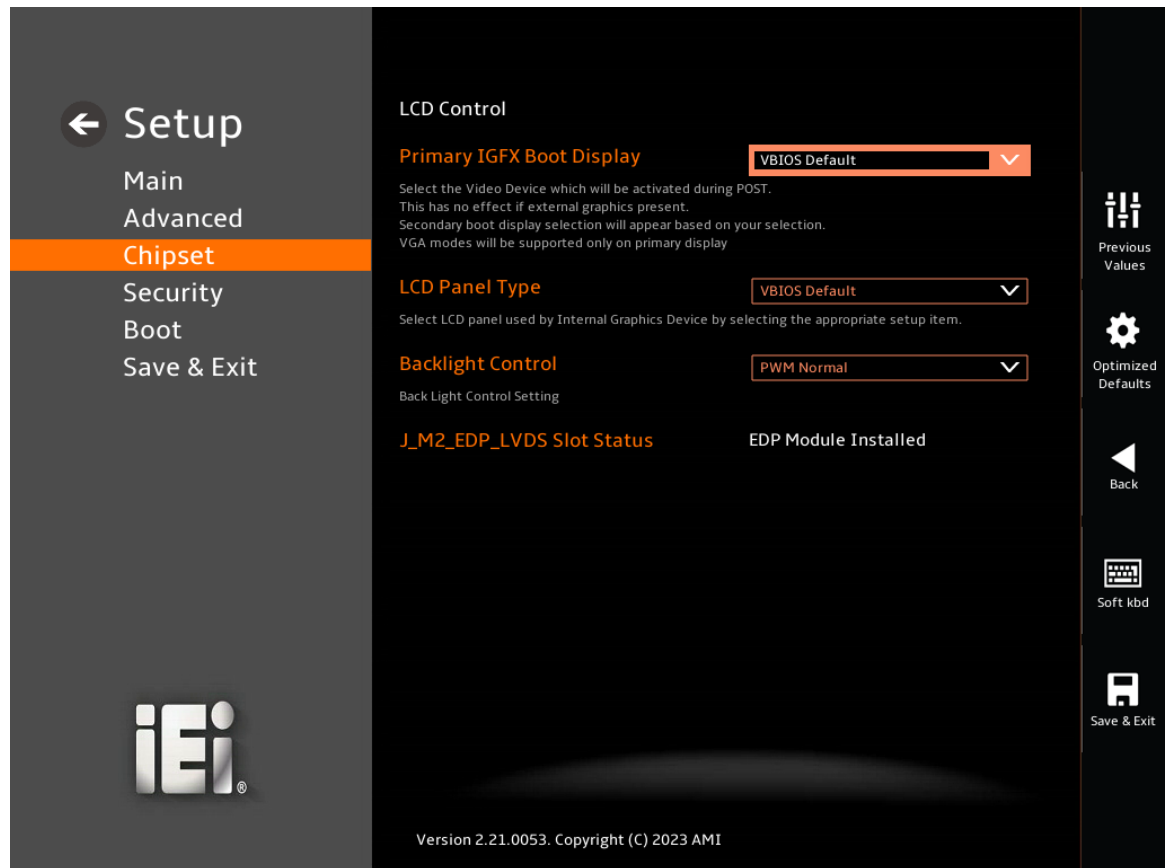 Setup
Main
Advanced
Chipset
Security
Boot
Save & Exit
iEi®
LCD Control
Primary IGFX Boot Display
VBIOS Default
Select the Video Device which will be activated during POST.
This has no effect if external graphics present.
Secondary boot display selection will appear based on your selection.
VGA modes will be supported only on primary display
LCD Panel Type
VBIOS Default
Select LCD panel used by Internal Graphics Device by selecting the appropriate setup item.
Backlight Control
PWM Normal
Back Light Control Setting
J_M2_EDP_LVDS Slot Status
EDP Module Installed
Version 2.21.0053. Copyright (C) 2023 AMI
Previous
Values
Optimized
Defaults
Back
Soft kbd
Save & Exit